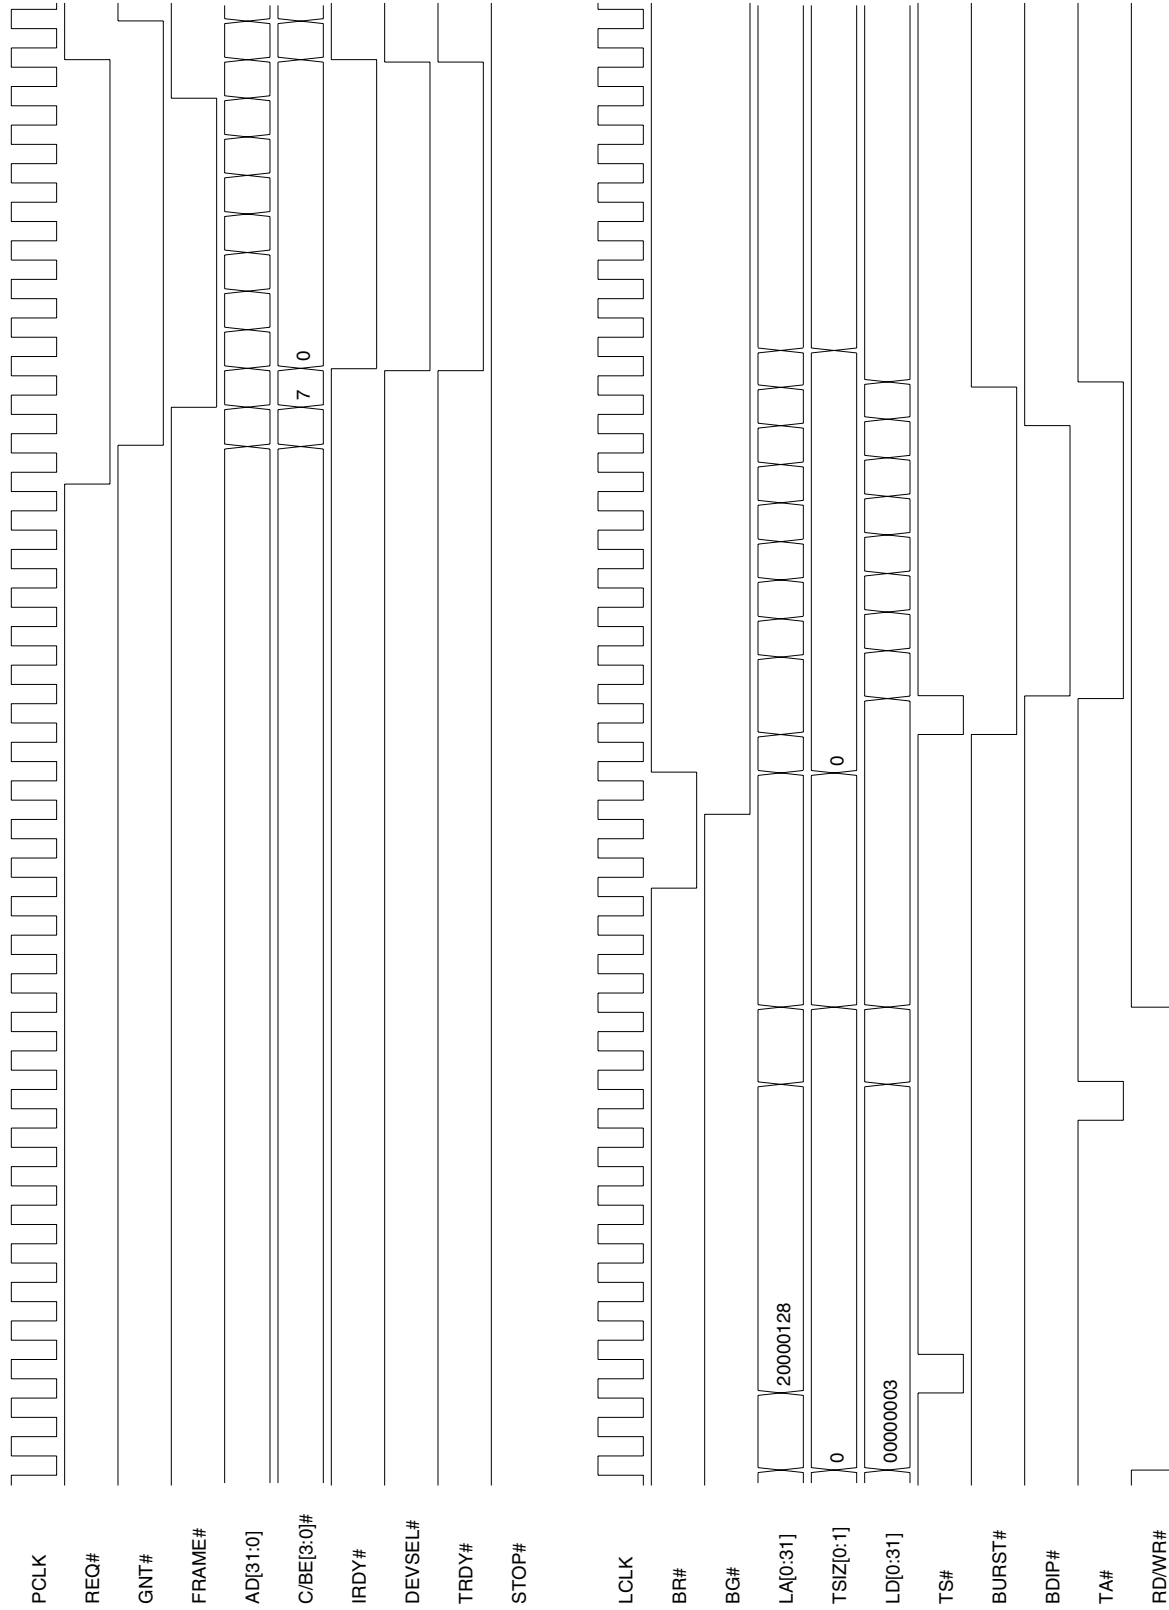 PCLK
REQ#
GNT#
FRAME#
AD[31:0]
C/BE[3:0]#
7 0
IRDY#
DEVSEL#
TRDY#
STOP#
LCLK
BR#
BG#
LA[0:31]
20000128
TSIZ[0:1]
0 0
LD[0:31]
00000003
TS#
BURST#
BDIP#
TA#
RD/WR#